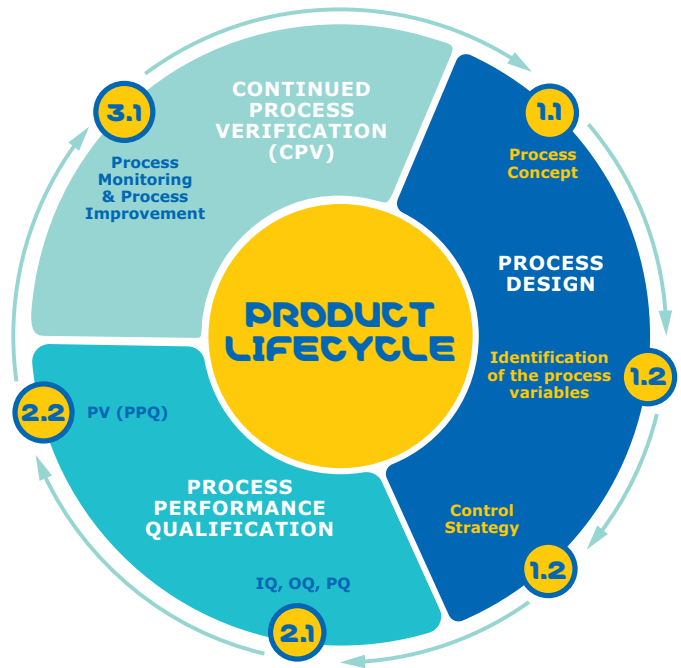 PRODUCT
LIFECYCLE
1.1
Process
Concept
PROCESS
DESIGN
Identification
of the process
variables
1.2
Control
Strategy
1.2
IQ, OQ, PQ
2.1
PROCESS
PERFORMANCE
QUALIFICATION
PV (PPQ)
2.2
3.1
Process
Monitoring
& Process
Improvement
CONTINUED
PROCESS
VERIFICATION
(CPV)